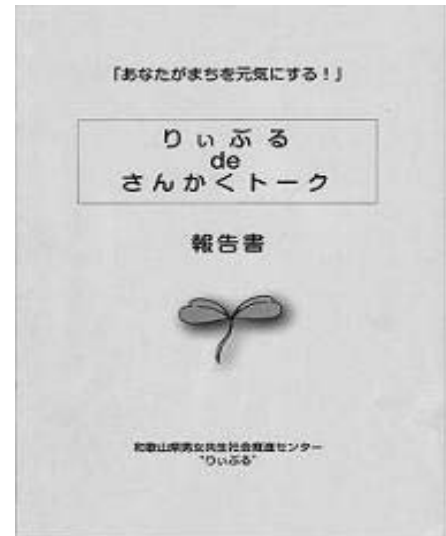 「あなたがまちを元気にする！」
りぃぶる
de
さんかくトーク
報告書
和歌山県男女共生社会推進センター
“りぃぶる”